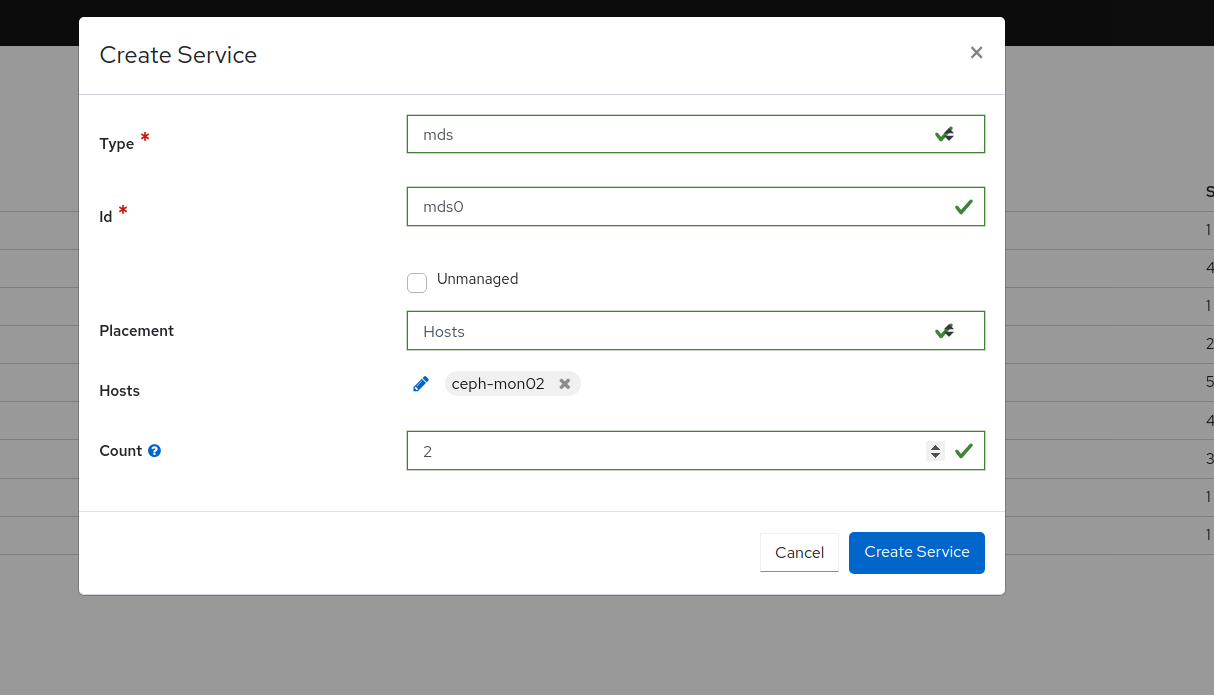 Create Service
Type *
mds
Id *
mds0
Unmanaged
Placement
Hosts
Hosts
ceph-mon02
Count
2
Cancel
Create Service
S
1
4
1
2
5
4
3
1
1